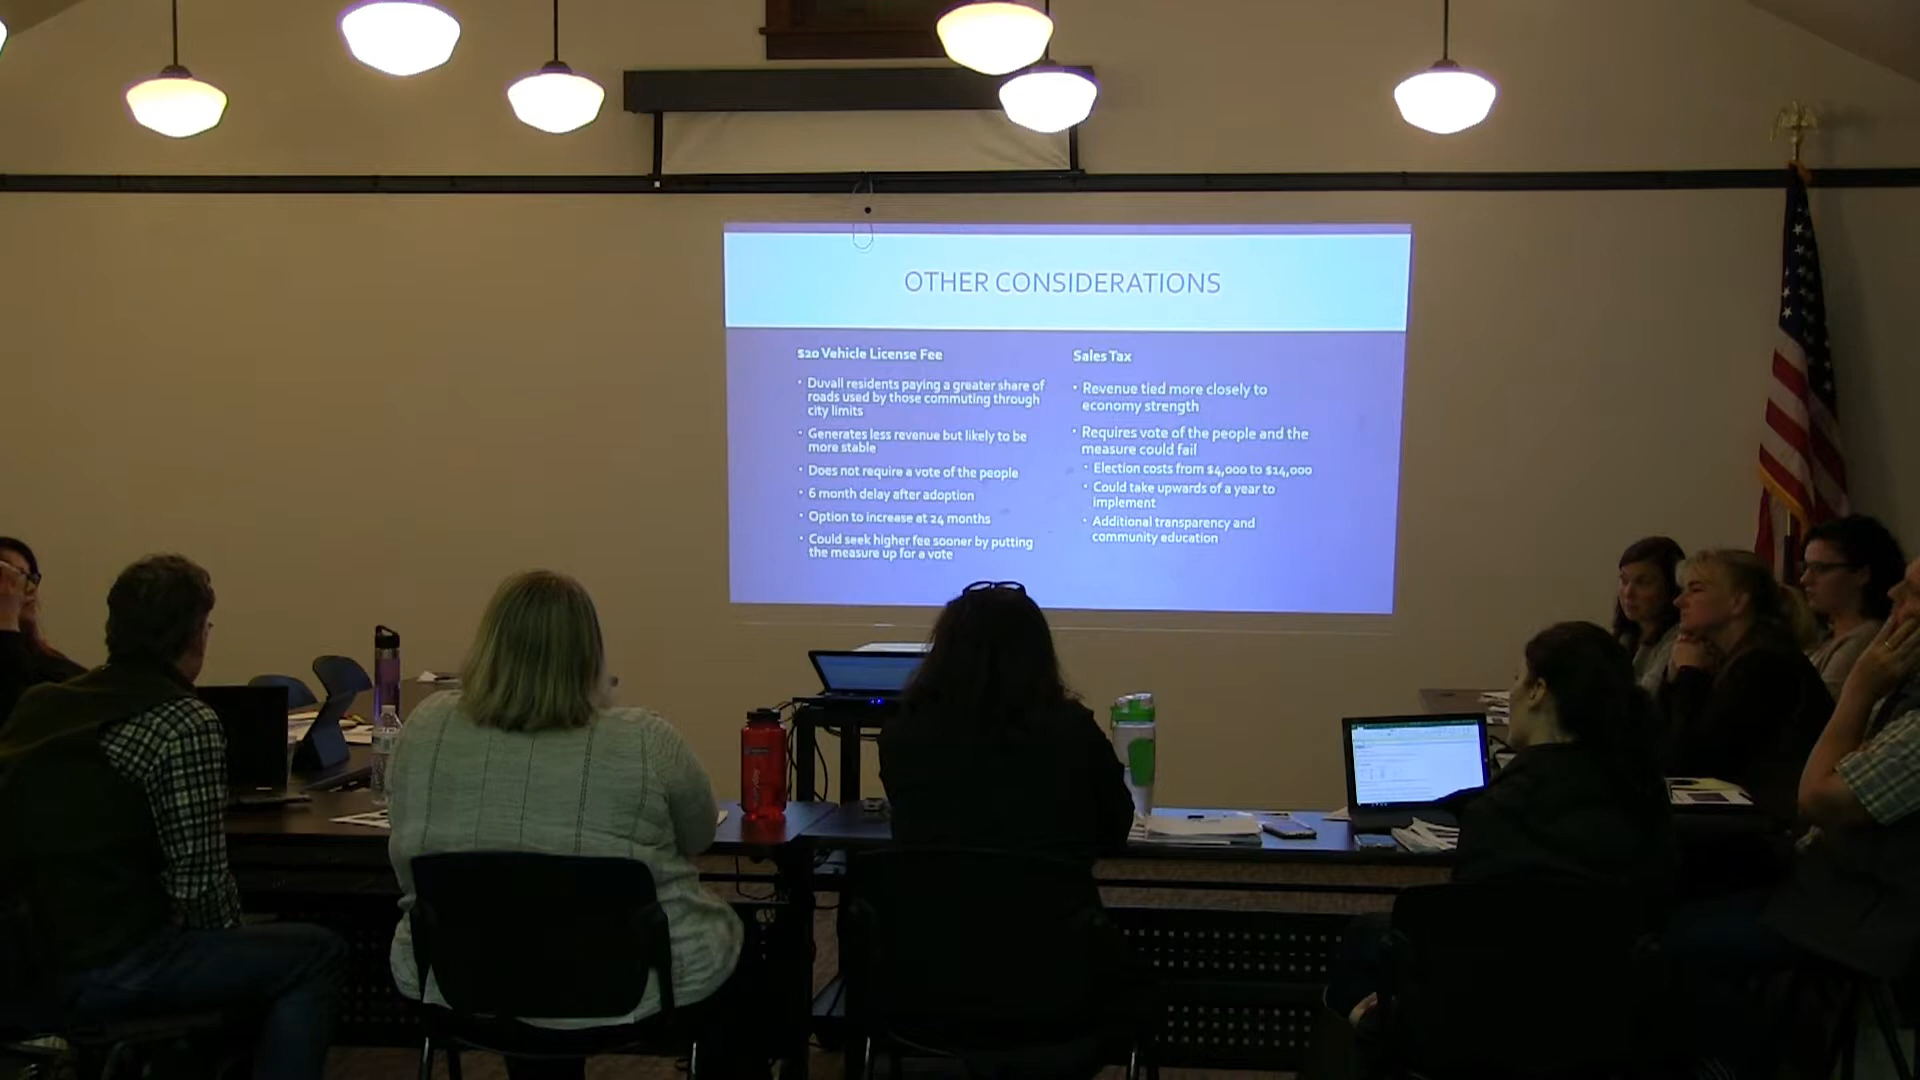 OTHER CONSIDERATIONS
$20 Vehicle License Fee
• Duvall residents paying a greater share of
roads used by those commuting through
city limits
• Generates less revenue but likely to be
more stable
• Does not require a vote of the people
• 6 month delay after adoption
• Option to increase at 24 months
• Could seek higher fee sooner by putting
the measure up for a vote
Sales Tax
• Revenue tied more closely to
economy strength
• Requires vote of the people and the
measure could fail
• Election costs from $4,000 to $14,000
• Could take upwards of a year to
implement
• Additional transparency and
community education